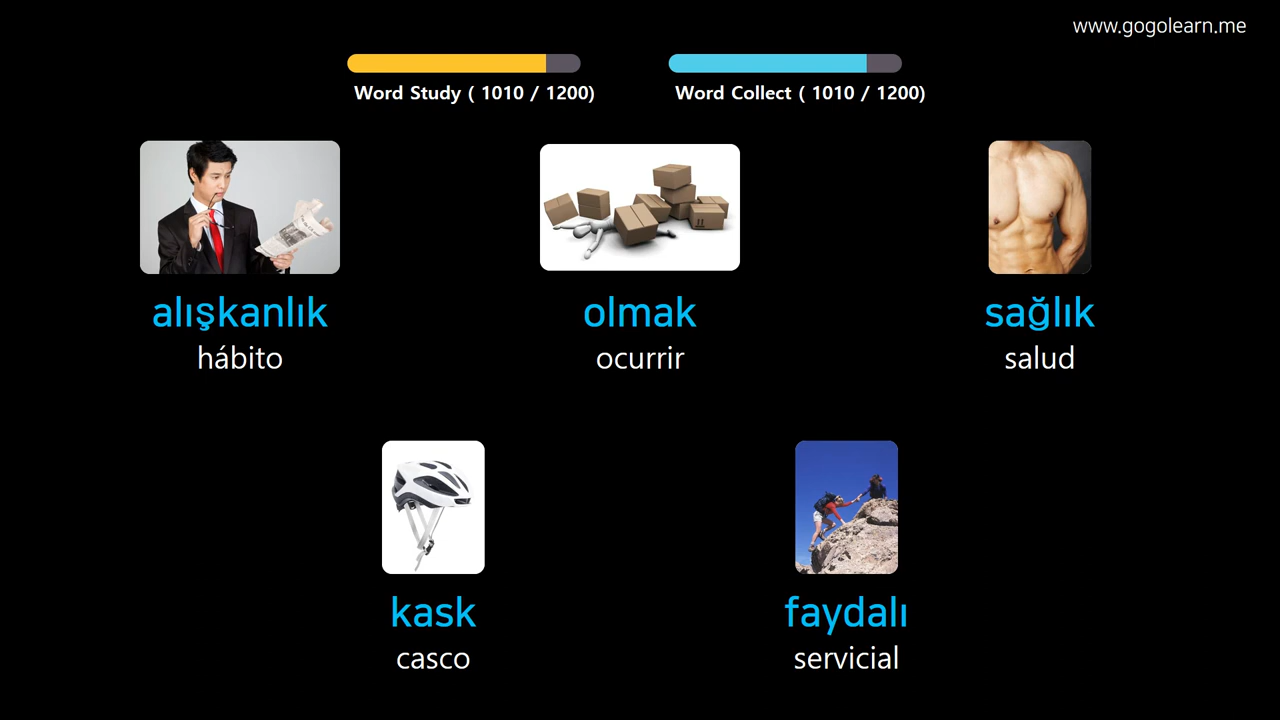 www.gogolearn.me
Word Study ( 1010 / 1200)
Word Collect ( 1010 / 1200)
alışkanlık
hábito
olmak
ocurrir
sağlık
salud
kask
casco
faydalı
servicial